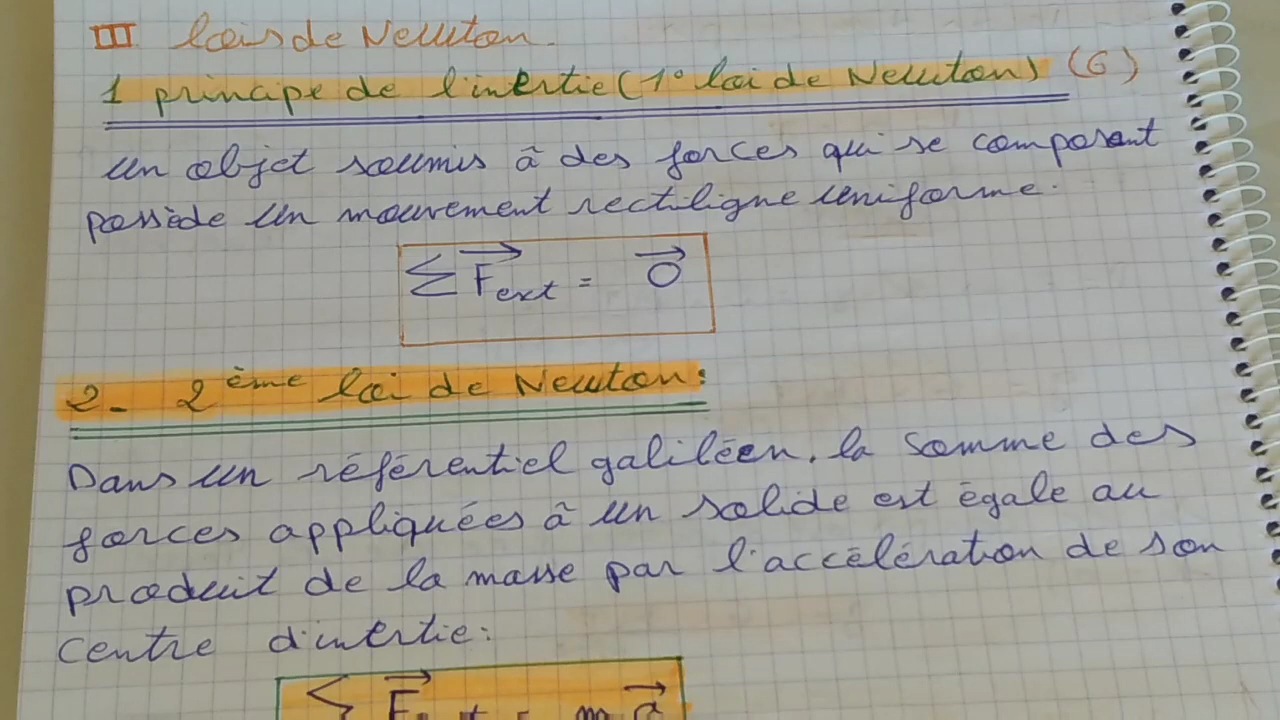 III lois de Newton.
1 principe de l'inertie (1° loi de Newton) (G)
un objet soumis à des forces qui se composent
possède un mouvement rectiligne uniforme.
∑ F⃗ext = 0⃗
2- 2ème loi de Newton:
Dans un référentiel galiléen, la somme des
forces appliquées à un solide est égale au
produit de la masse par l'accélération de son
centre d'inertie:
∑ F⃗ext = m a⃗